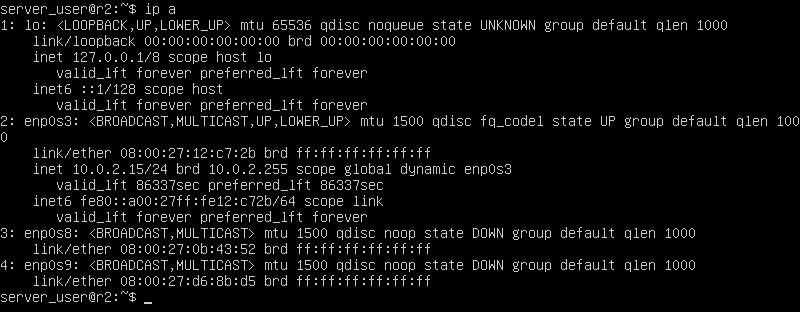 server_user@r2:~$ ip a
1: lo: <LOOPBACK,UP,LOWER_UP> mtu 65536 qdisc noqueue state UNKNOWN group default qlen 1000
    link/loopback 00:00:00:00:00:00 brd 00:00:00:00:00:00
    inet 127.0.0.1/8 scope host lo
       valid_lft forever preferred_lft forever
    inet6 ::1/128 scope host
       valid_lft forever preferred_lft forever
2: enp0s3: <BROADCAST,MULTICAST,UP,LOWER_UP> mtu 1500 qdisc fq_codel state UP group default qlen 100
0
    link/ether 08:00:27:12:c7:2b brd ff:ff:ff:ff:ff:ff
    inet 10.0.2.15/24 brd 10.0.2.255 scope global dynamic enp0s3
       valid_lft 86337sec preferred_lft 86337sec
    inet6 fe80::a00:27ff:fe12:c72b/64 scope link
       valid_lft forever preferred_lft forever
3: enp0s8: <BROADCAST,MULTICAST> mtu 1500 qdisc noop state DOWN group default qlen 1000
    link/ether 08:00:27:0b:43:52 brd ff:ff:ff:ff:ff:ff
4: enp0s9: <BROADCAST,MULTICAST> mtu 1500 qdisc noop state DOWN group default qlen 1000
    link/ether 08:00:27:d6:8b:d5 brd ff:ff:ff:ff:ff:ff
server_user@r2:~$ _